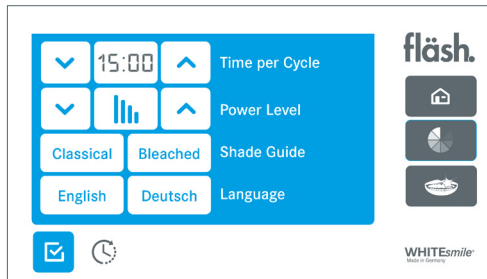 fläsh.
15:00 Time per Cycle
Power Level
Classical Bleached Shade Guide
English Deutsch Language
WHITEsmile®
Made in Germany